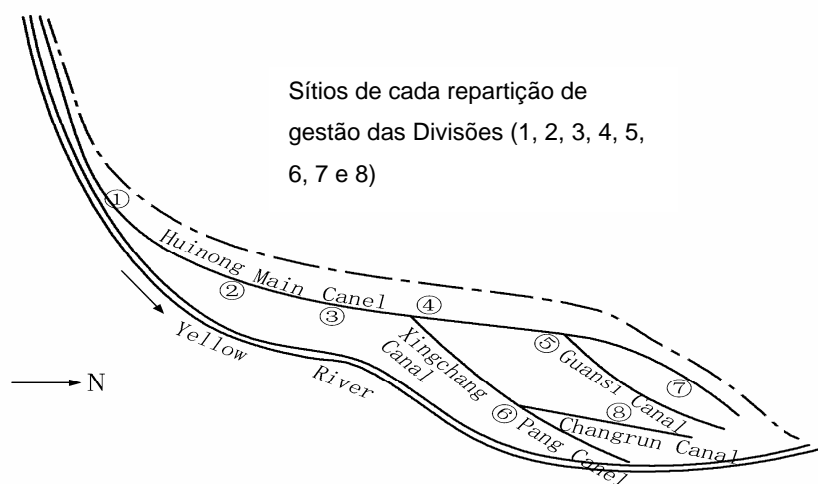 Sítios de cada repartição de
gestão das Divisões (1, 2, 3, 4, 5,
6, 7 e 8)
①
Huinong Main Canel
②
③
④
Yellow
River
N
Xingchang
Canal
⑤
Guansi Canal
⑦
⑥
Pang Canel
⑧
Changrun Canal